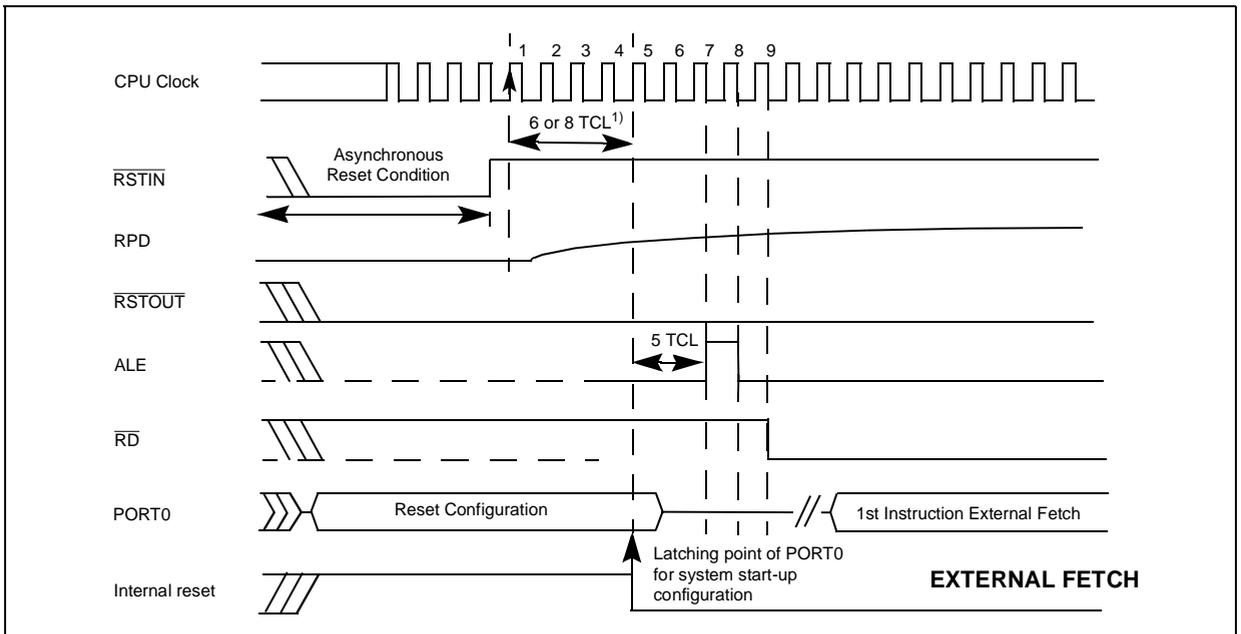 1 2 3 4 5 6 7 8 9
CPU Clock
6 or 8 TCL1)
Asynchronous
Reset Condition
RSTIN
RPD
RSTOUT
5 TCL
ALE
RD
PORT0
Reset Configuration
1st Instruction External Fetch
Latching point of PORT0
for system start-up
configuration
EXTERNAL FETCH
Internal reset